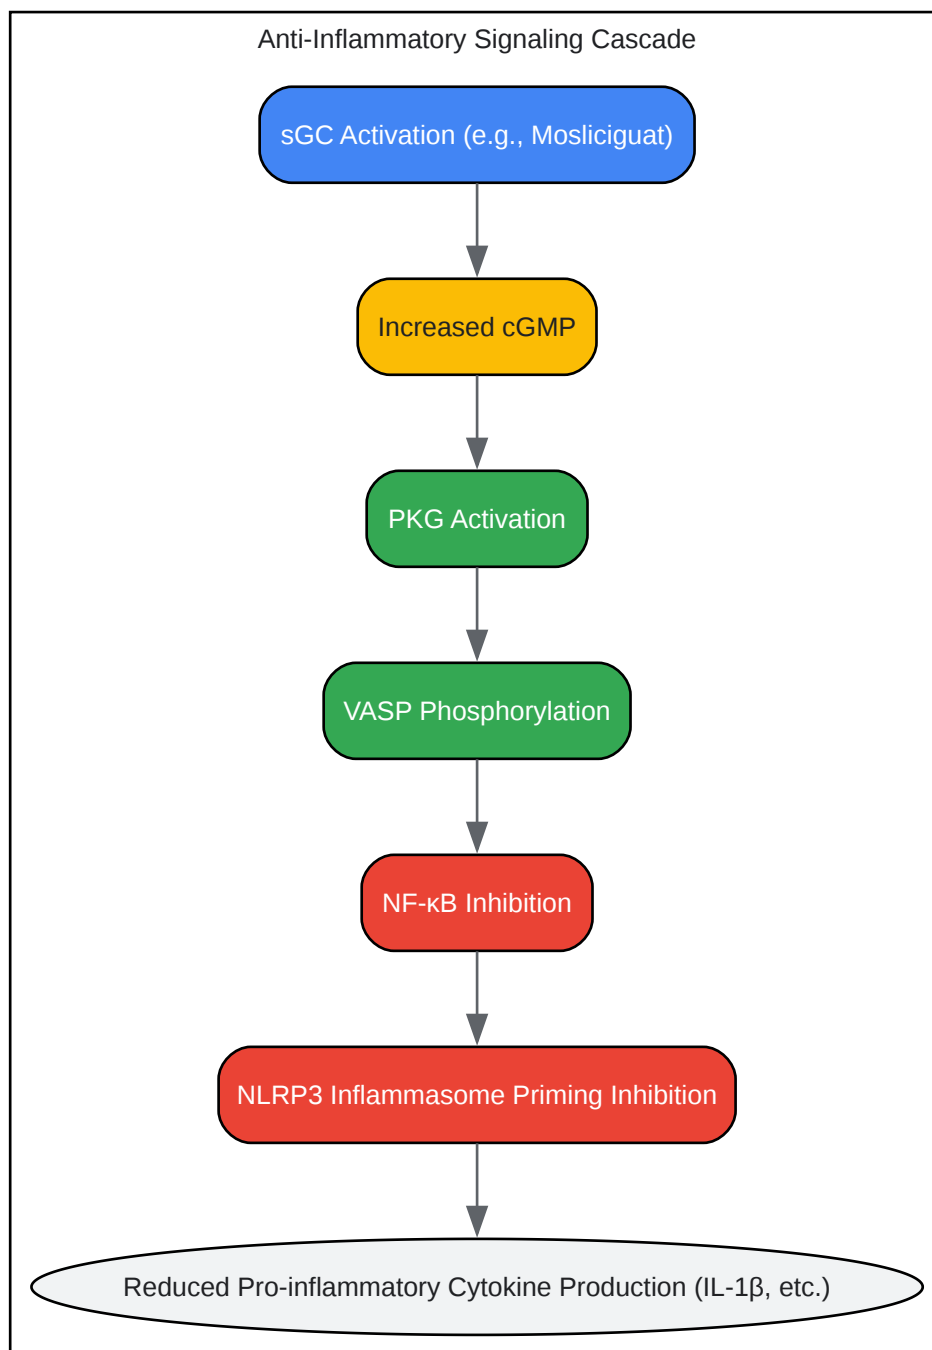 Anti-Inflammatory Signaling Cascade
sGC Activation (e.g., Mosliciguat)
Increased cGMP
PKG Activation
VASP Phosphorylation
NF-κB Inhibition
NLRP3 Inflammasome Priming Inhibition
Reduced Pro-inflammatory Cytokine Production (IL-1β, etc.)